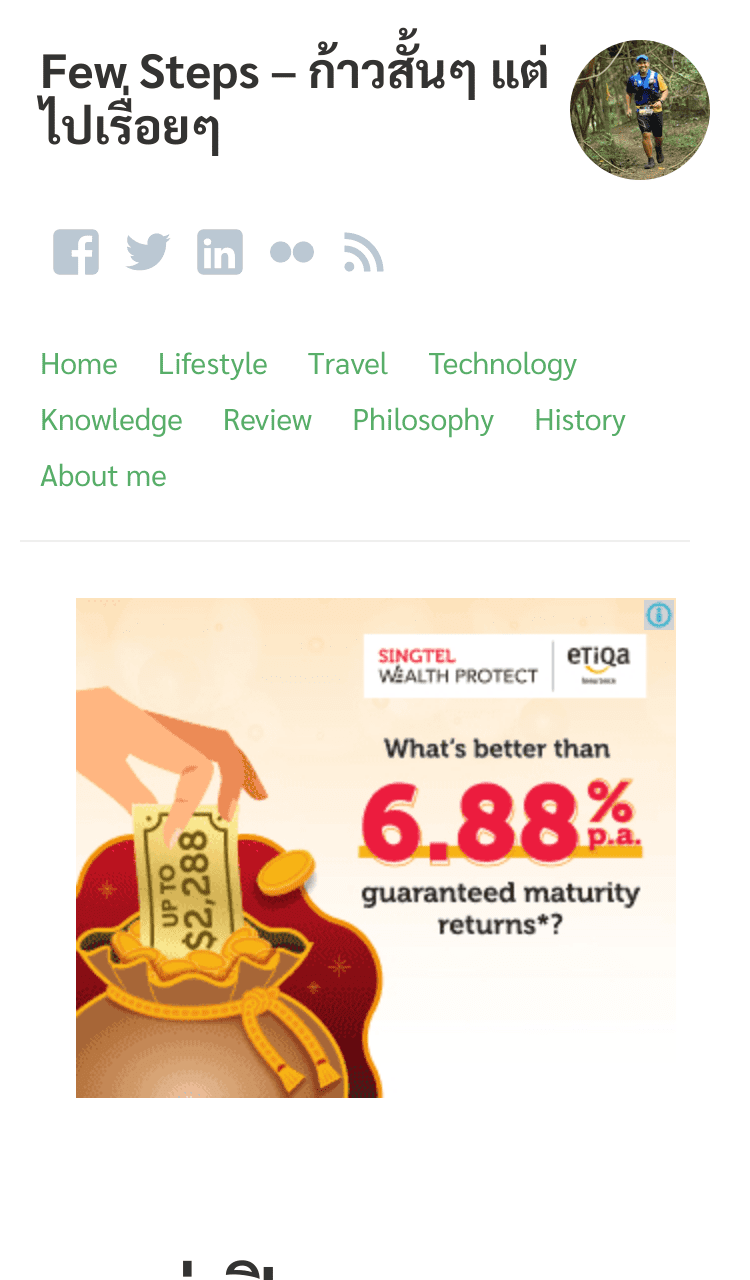 Few Steps – ก้าวสั้นๆ แต่
ไปเรื่อยๆ
Home Lifestyle Travel Technology
Knowledge Review Philosophy History
About me
SINGTEL
WEALTH PROTECT
eTiQa
What's better than
6.88% p.a.
guaranteed maturity
returns*?
UP TO
$2,288